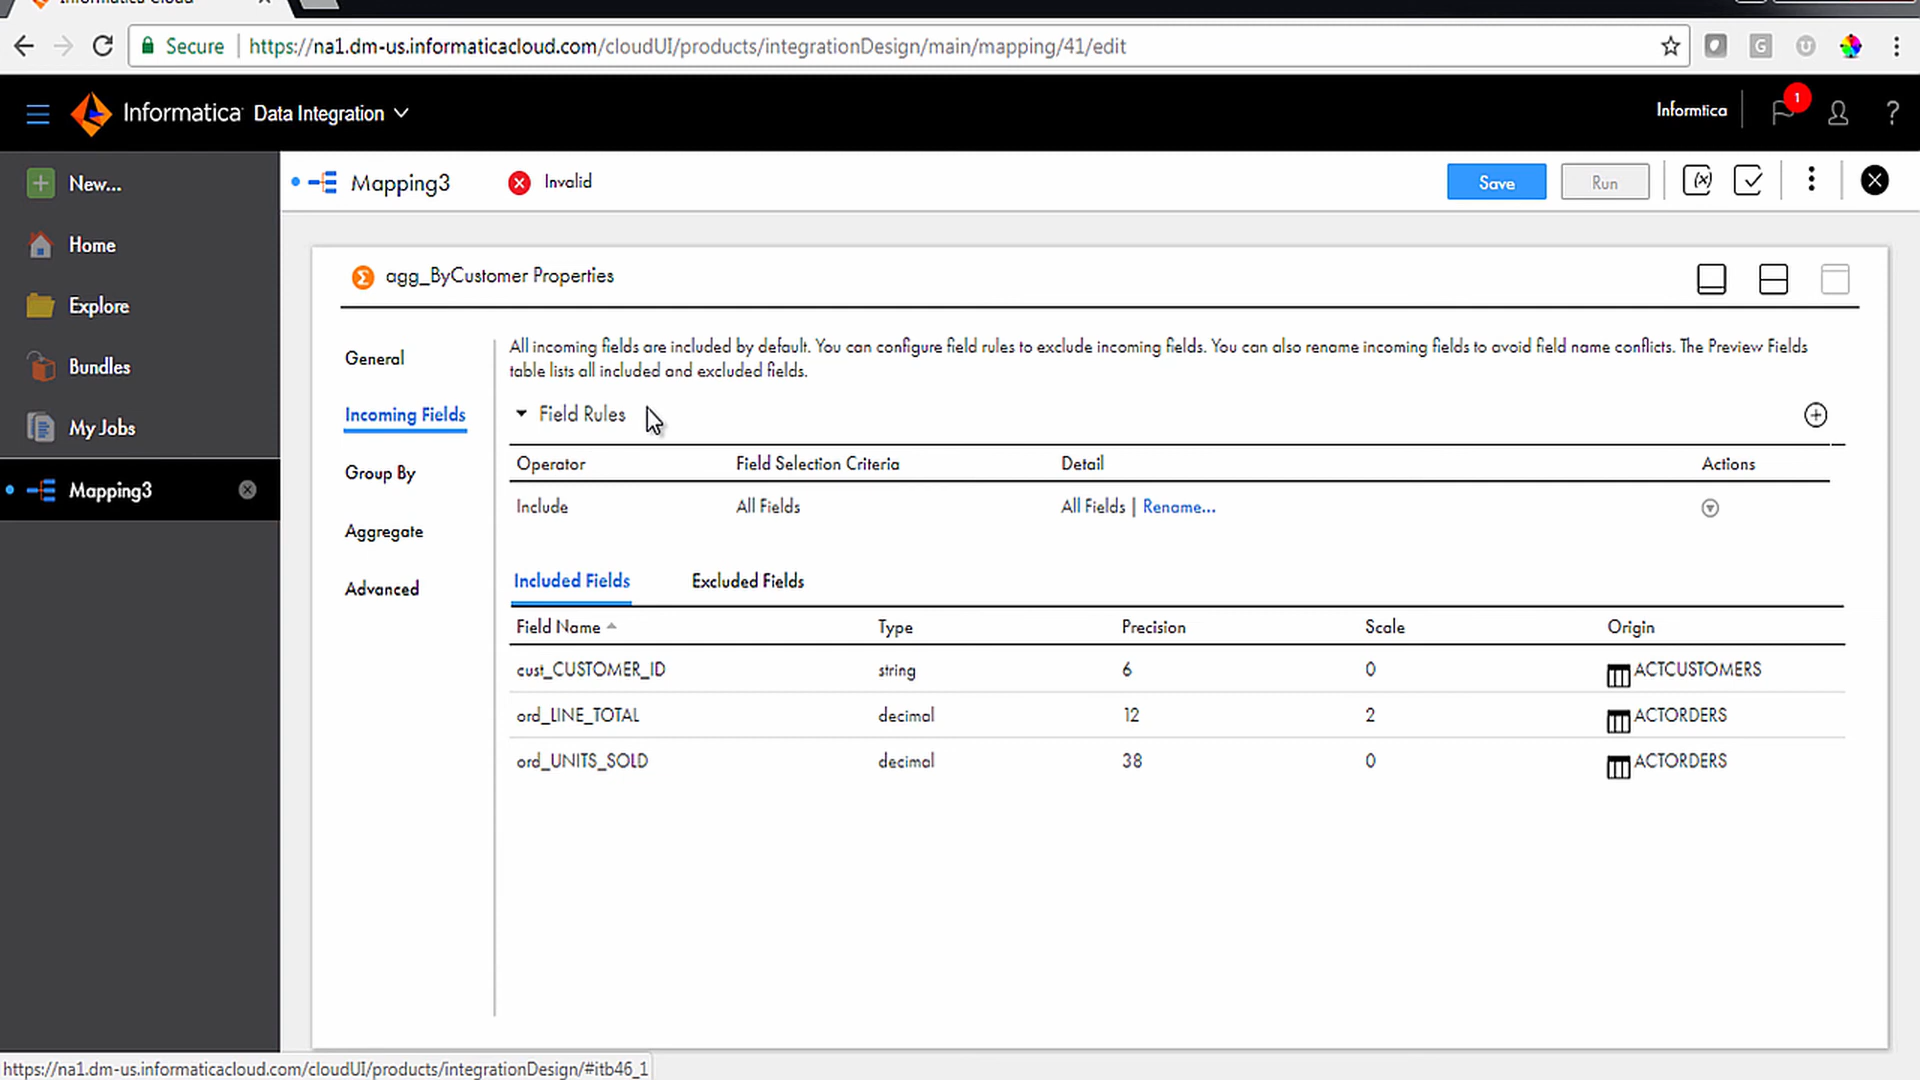 Secure https://na1.dm-us.informaticacloud.com/cloudUI/products/integrationDesign/main/mapping/41/edit
Informatica Data Integration
Informtica
1
?
New...
Home
Explore
Bundles
My Jobs
Mapping3
Mapping3
Invalid
Save
Run
(x)
agg_ByCustomer Properties
General
Incoming Fields
Group By
Aggregate
Advanced
All incoming fields are included by default. You can configure field rules to exclude incoming fields. You can also rename incoming fields to avoid field name conflicts. The Preview Fields
table lists all included and excluded fields.
Field Rules
Operator Field Selection Criteria Detail Actions
Include All Fields All Fields | Rename...
Included Fields Excluded Fields
Field Name Type Precision Scale Origin
cust_CUSTOMER_ID string 6 0 ACTCUSTOMERS
ord_LINE_TOTAL decimal 12 2 ACTORDERS
ord_UNITS_SOLD decimal 38 0 ACTORDERS
https://na1.dm-us.informaticacloud.com/cloudUI/products/integrationDesign/#itb46_1